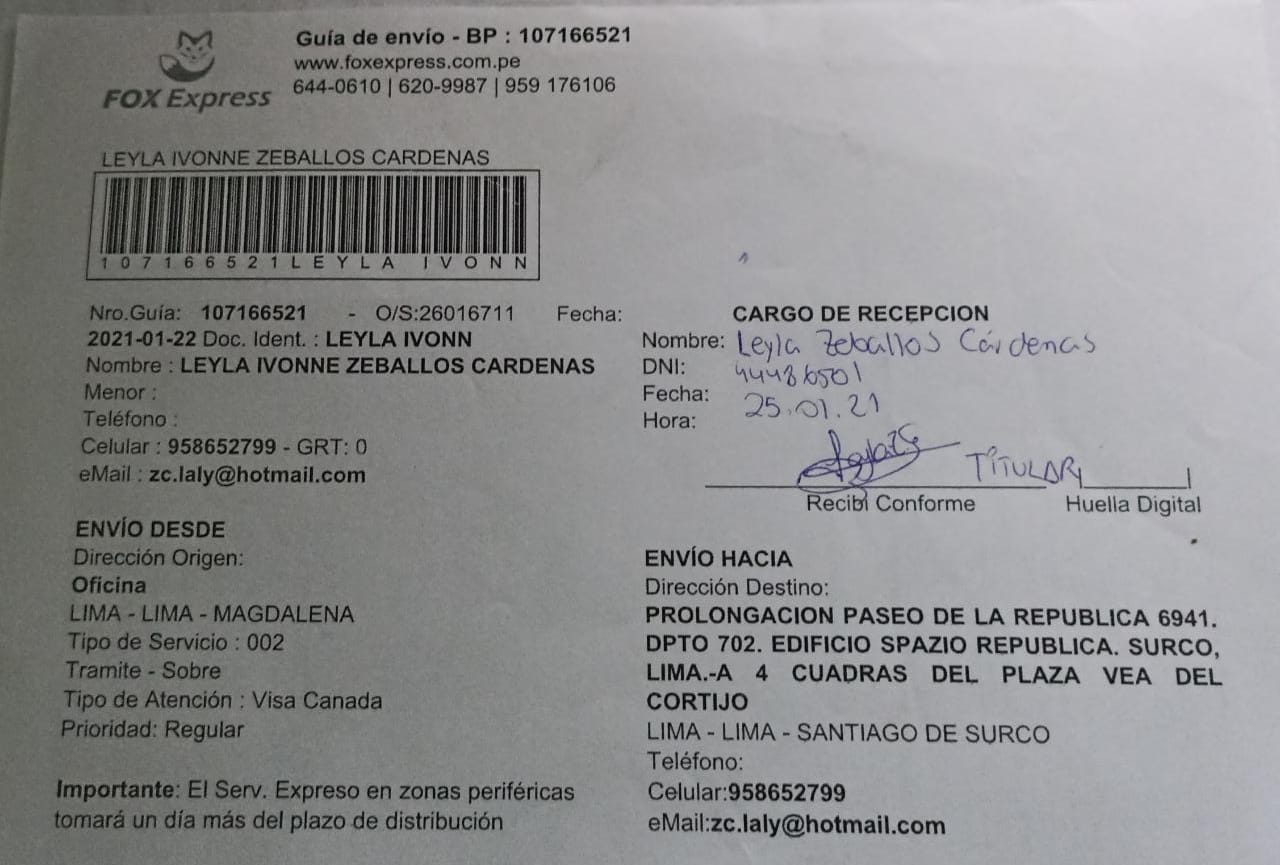 FOX Express
Guía de envío - BP : 107166521
www.foxexpress.com.pe
644-0610 | 620-9987 | 959 176106
LEYLA IVONNE ZEBALLOS CARDENAS
107166521LEYLA IVONN
Nro.Guía: 107166521 - O/S:26016711 Fecha:
2021-01-22 Doc. Ident. : LEYLA IVONN
Nombre : LEYLA IVONNE ZEBALLOS CARDENAS
Menor :
Teléfono :
Celular : 958652799 - GRT: 0
eMail : zc.laly@hotmail.com
CARGO DE RECEPCION
Nombre: Leyla Zeballos Cárdenas
DNI: 44486501
Fecha: 25.01.21
Hora:
TITULAR
Recibí Conforme Huella Digital
ENVÍO DESDE
Dirección Origen:
Oficina
LIMA - LIMA - MAGDALENA
Tipo de Servicio : 002
Tramite - Sobre
Tipo de Atención : Visa Canada
Prioridad: Regular
Importante: El Serv. Expreso en zonas periféricas
tomará un día más del plazo de distribución
ENVÍO HACIA
Dirección Destino:
PROLONGACION PASEO DE LA REPUBLICA 6941.
DPTO 702. EDIFICIO SPAZIO REPUBLICA. SURCO,
LIMA.-A 4 CUADRAS DEL PLAZA VEA DEL
CORTIJO
LIMA - LIMA - SANTIAGO DE SURCO
Teléfono:
Celular:958652799
eMail:zc.laly@hotmail.com